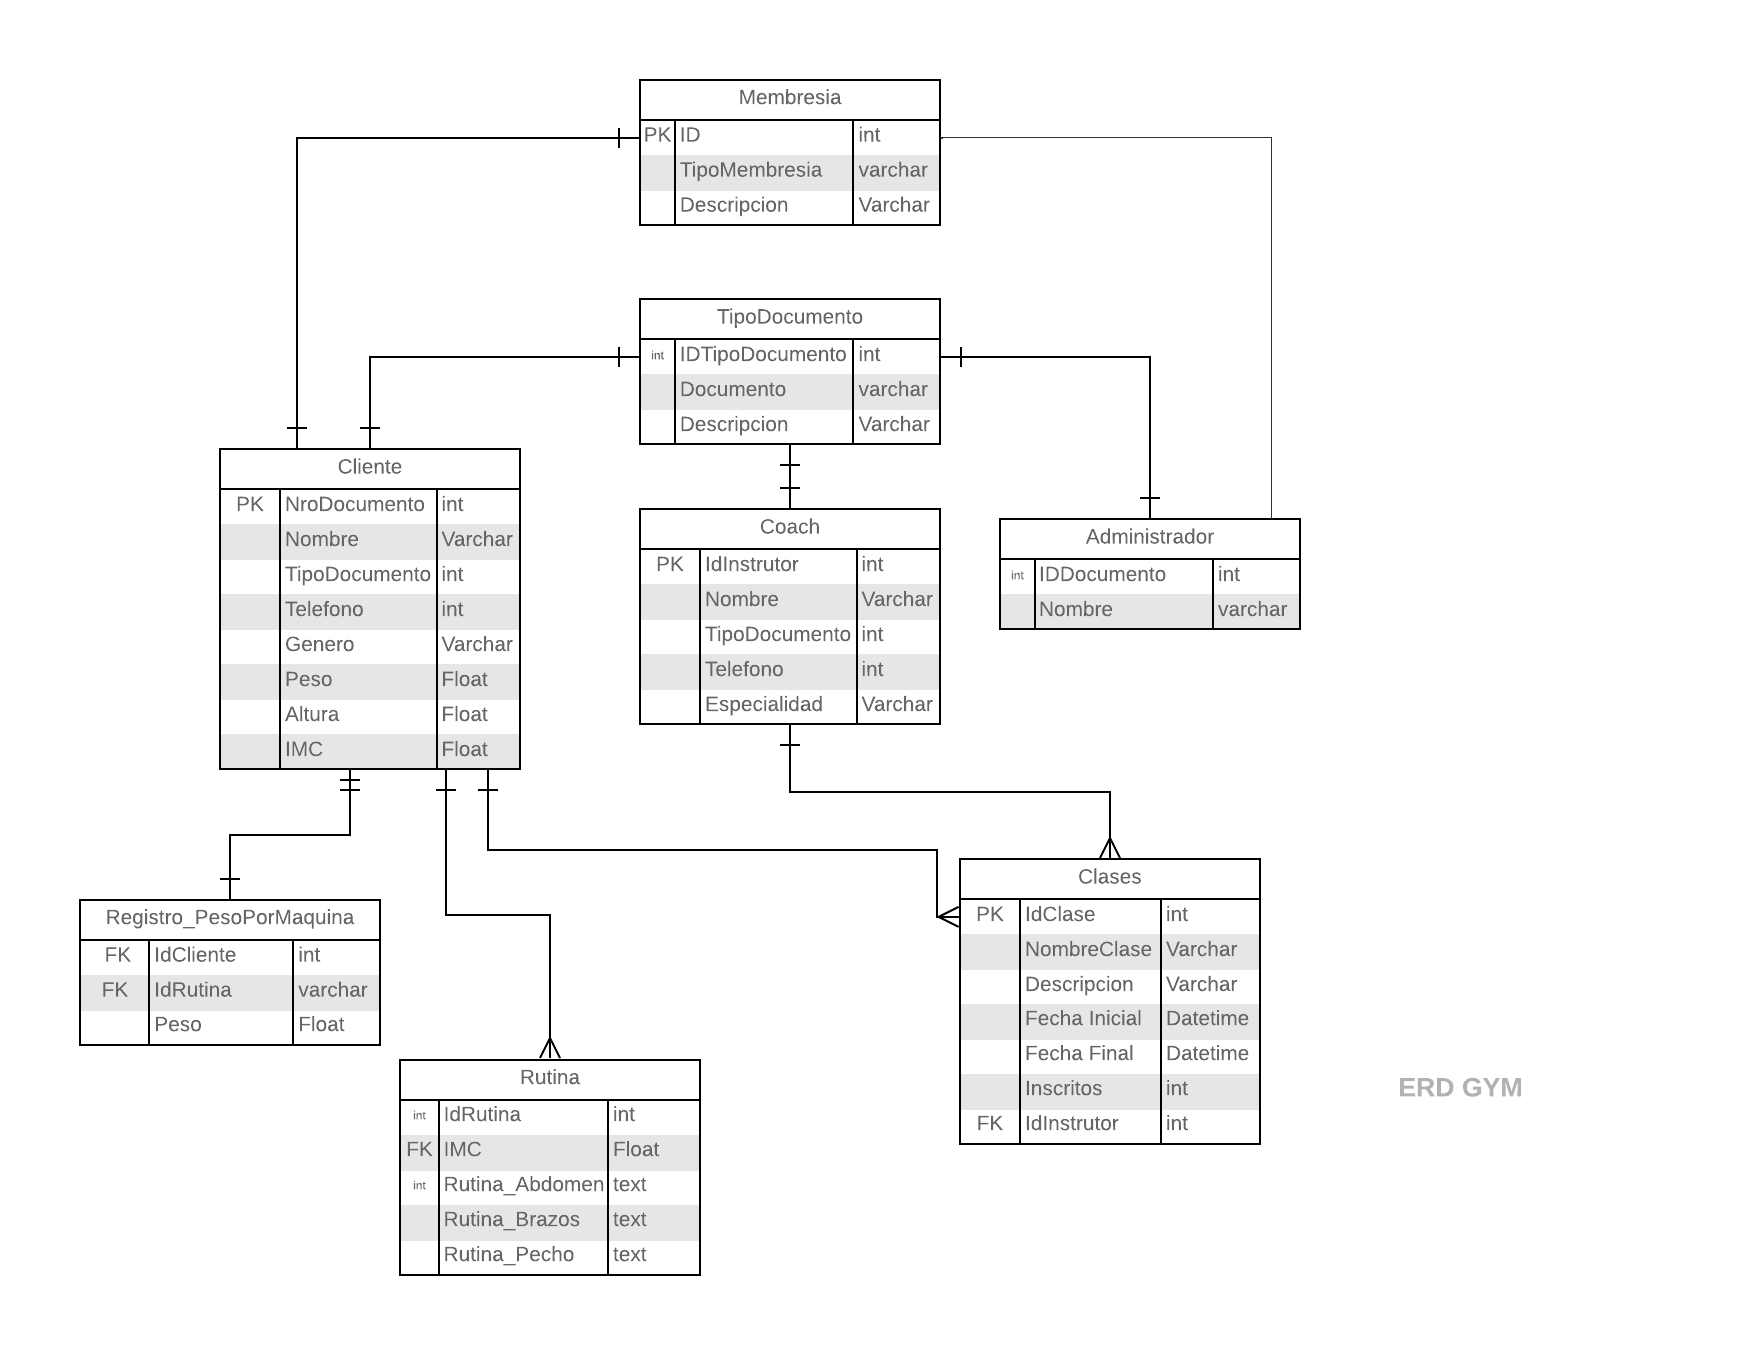 Membresia
PK ID int
TipoMembresia varchar
Descripcion Varchar
TipoDocumento
int IDTipoDocumento int
Documento varchar
Descripcion Varchar
Cliente
PK NroDocumento int
Nombre Varchar
TipoDocumento int
Telefono int
Genero Varchar
Peso Float
Altura Float
IMC Float
Coach
PK IdInstrutor int
Nombre Varchar
TipoDocumento int
Telefono int
Especialidad Varchar
Administrador
int IDDocumento int
Nombre varchar
Registro_PesoPorMaquina
FK IdCliente int
FK IdRutina varchar
Peso Float
Clases
PK IdClase int
NombreClase Varchar
Descripcion Varchar
Fecha Inicial Datetime
Fecha Final Datetime
Inscritos int
FK IdInstrutor int
Rutina
int IdRutina int
FK IMC Float
int Rutina_Abdomen text
Rutina_Brazos text
Rutina_Pecho text
ERD GYM